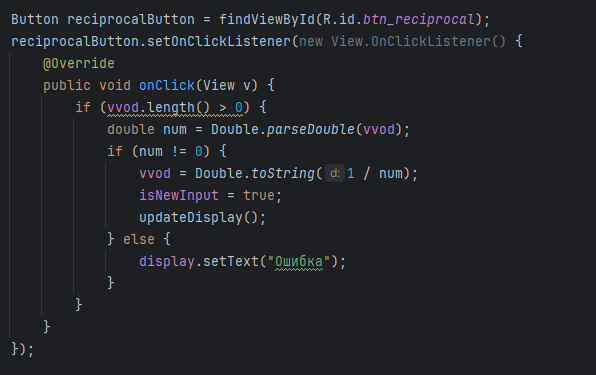 Button reciprocalButton = findViewById(R.id.btn_reciprocal);
reciprocalButton.setOnClickListener(new View.OnClickListener() {
    @Override
    public void onClick(View v) {
        if (vvod.length() > 0) {
            double num = Double.parseDouble(vvod);
            if (num != 0) {
                vvod = Double.toString( d: 1 / num);
                isNewInput = true;
                updateDisplay();
            } else {
                display.setText("Ошибка");
            }
        }
    }
});